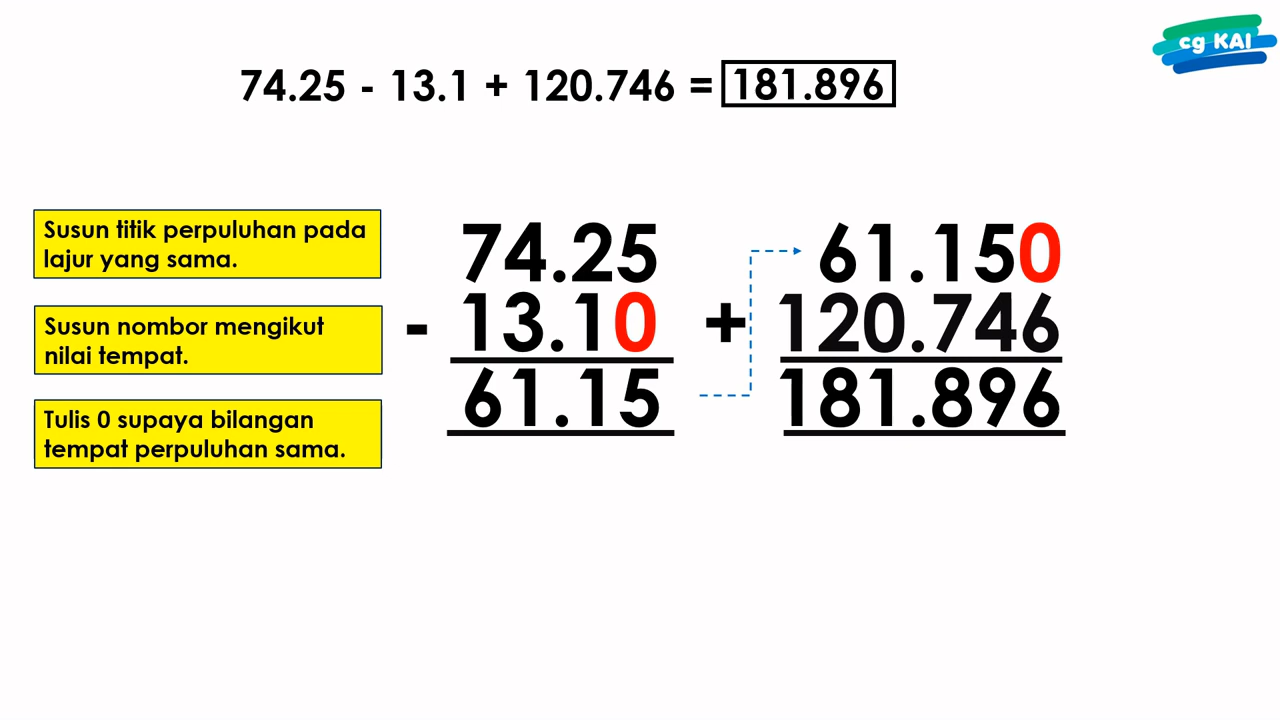 cg KAI
74.25 - 13.1 + 120.746 = 181.896
Susun titik perpuluhan pada
lajur yang sama.
Susun nombor mengikut
nilai tempat.
Tulis 0 supaya bilangan
tempat perpuluhan sama.
74.25
- 13.10
61.15
61.150
+ 120.746
181.896